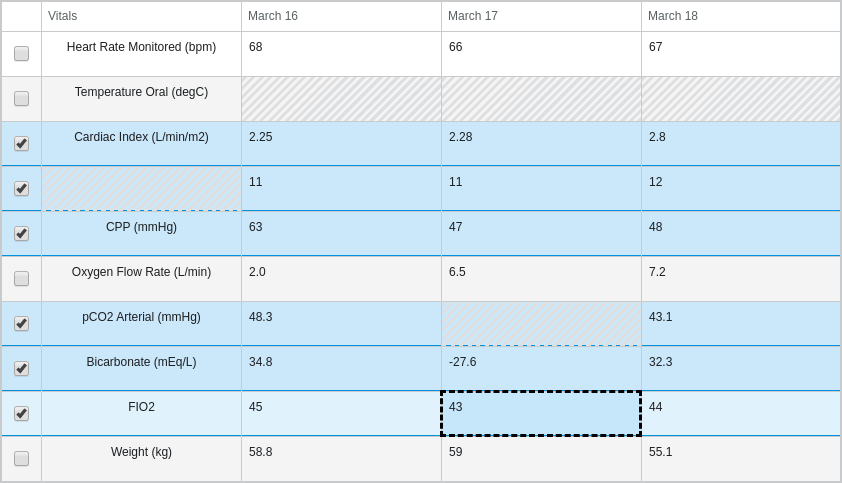 Vitals March 16 March 17 March 18
Heart Rate Monitored (bpm) 68 66 67
Temperature Oral (degC)
Cardiac Index (L/min/m2) 2.25 2.28 2.8
11 11 12
CPP (mmHg) 63 47 48
Oxygen Flow Rate (L/min) 2.0 6.5 7.2
pCO2 Arterial (mmHg) 48.3 43.1
Bicarbonate (mEq/L) 34.8 -27.6 32.3
FIO2 45 43 44
Weight (kg) 58.8 59 55.1